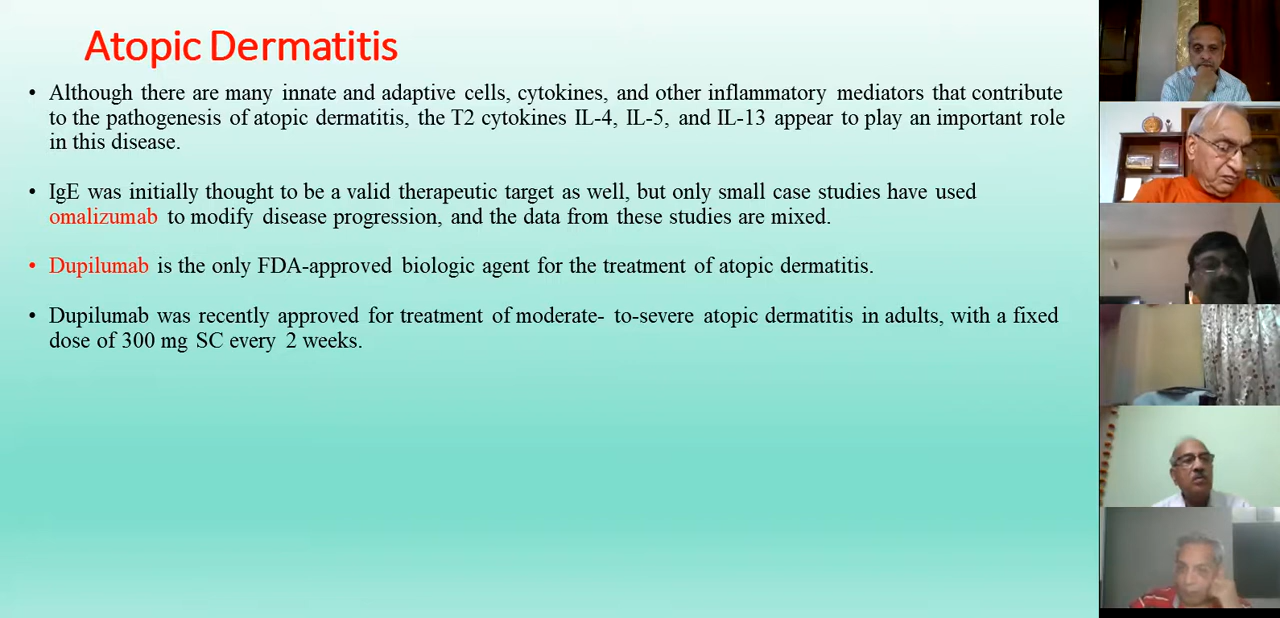 Atopic Dermatitis
• Although there are many innate and adaptive cells, cytokines, and other inflammatory mediators that contribute
to the pathogenesis of atopic dermatitis, the T2 cytokines IL-4, IL-5, and IL-13 appear to play an important role
in this disease.
• IgE was initially thought to be a valid therapeutic target as well, but only small case studies have used
omalizumab to modify disease progression, and the data from these studies are mixed.
• Dupilumab is the only FDA-approved biologic agent for the treatment of atopic dermatitis.
• Dupilumab was recently approved for treatment of moderate- to-severe atopic dermatitis in adults, with a fixed
dose of 300 mg SC every 2 weeks.